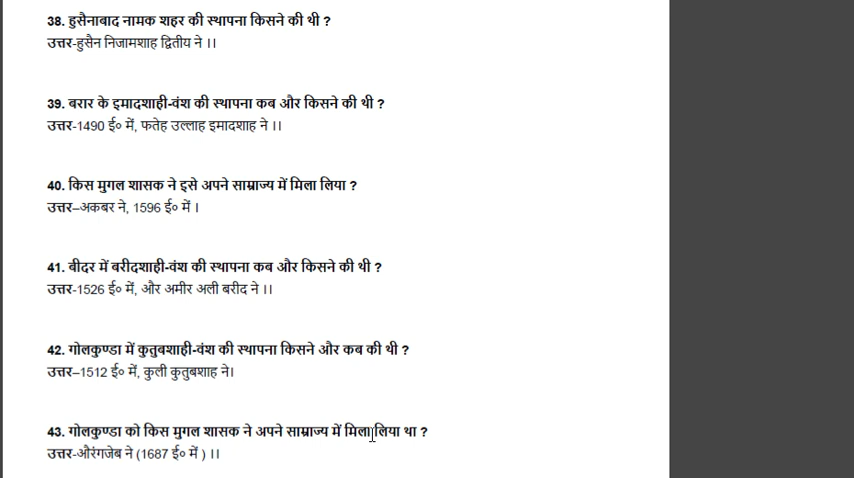 38. हुसैनाबाद नामक शहर की स्थापना किसने की थी ?
उत्तर-हुसैन निजामशाह द्वितीय ने ।।
39. बरार के इमादशाही-वंश की स्थापना कब और किसने की थी ?
उत्तर-1490 ई० में, फतेह उल्लाह इमादशाह ने ।।
40. किस मुगल शासक ने इसे अपने साम्राज्य में मिला लिया ?
उत्तर–अकबर ने, 1596 ई० में ।
41. बीदर में बरीदशाही-वंश की स्थापना कब और किसने की थी ?
उत्तर-1526 ई० में, और अमीर अली बरीद ने ।।
42. गोलकुण्डा में कुतुबशाही-वंश की स्थापना किसने और कब की थी ?
उत्तर–1512 ई० में, कुली कुतुबशाह ने।
43. गोलकुण्डा को किस मुगल शासक ने अपने साम्राज्य में मिला लिया था ?
उत्तर-औरंगजेब ने (1687 ई० में ) ।।